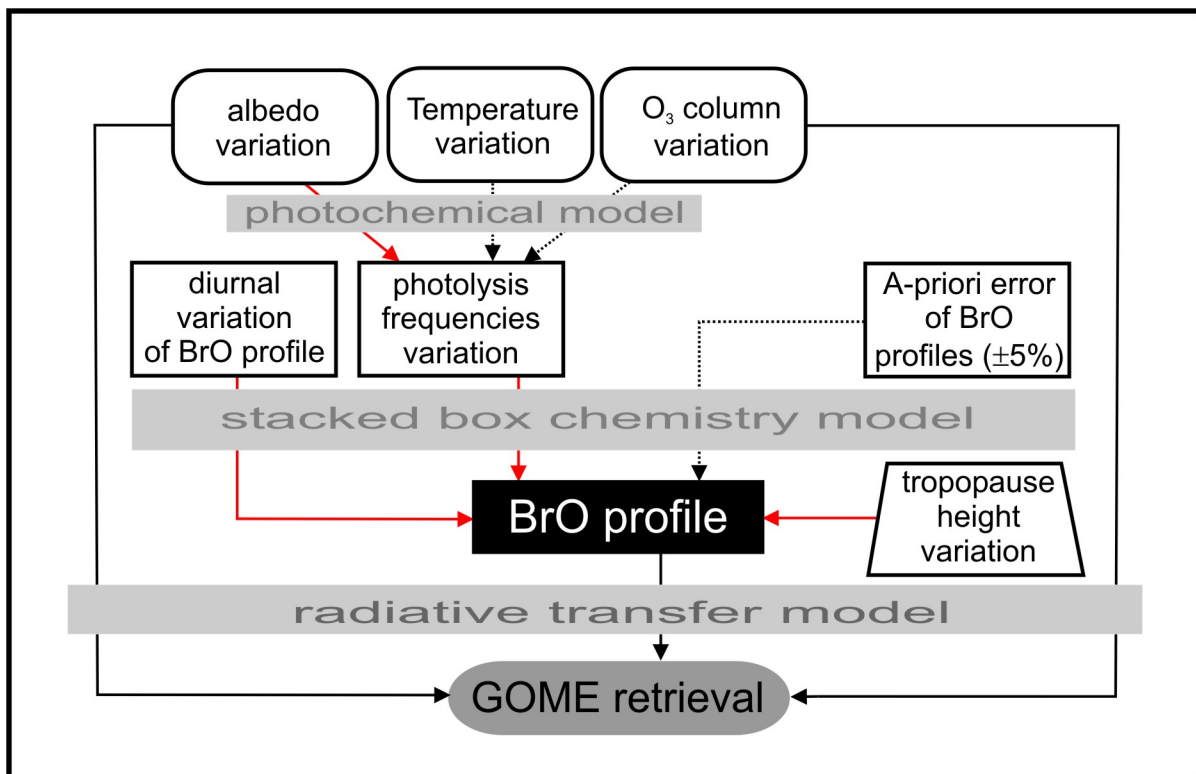 albedo
variation
Temperature
variation
O₃ column
variation
photochemical model
diurnal
variation
of BrO profile
photolysis
frequencies
variation
A-priori error
of BrO
profiles (±5%)
stacked box chemistry model
BrO profile
tropopause
height
variation
radiative transfer model
GOME retrieval